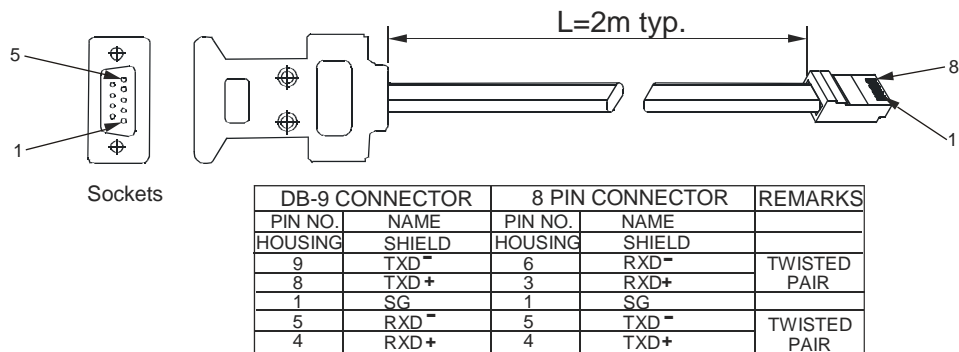 L=2m typ.
5
8
1
1
Sockets
DB-9 CONNECTOR 8 PIN CONNECTOR REMARKS
PIN NO. NAME PIN NO. NAME
HOUSING SHIELD HOUSING SHIELD
9 TXD- 6 RXD- TWISTED
8 TXD+ 3 RXD+ PAIR
1 SG 1 SG
5 RXD- 5 TXD- TWISTED
4 RXD+ 4 TXD+ PAIR